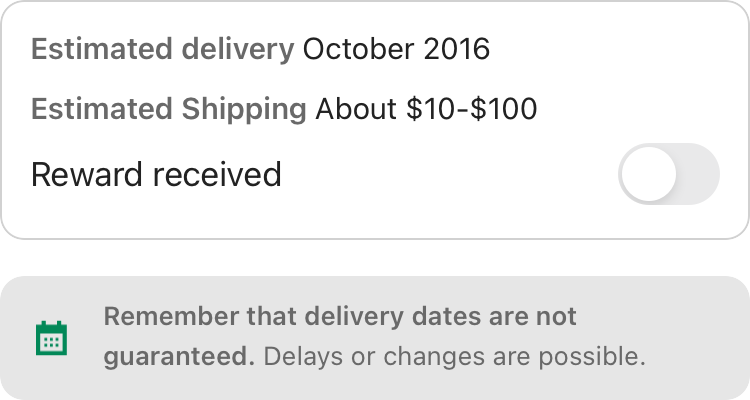 Estimated delivery October 2016
Estimated Shipping About $10-$100
Reward received
Remember that delivery dates are not
guaranteed. Delays or changes are possible.